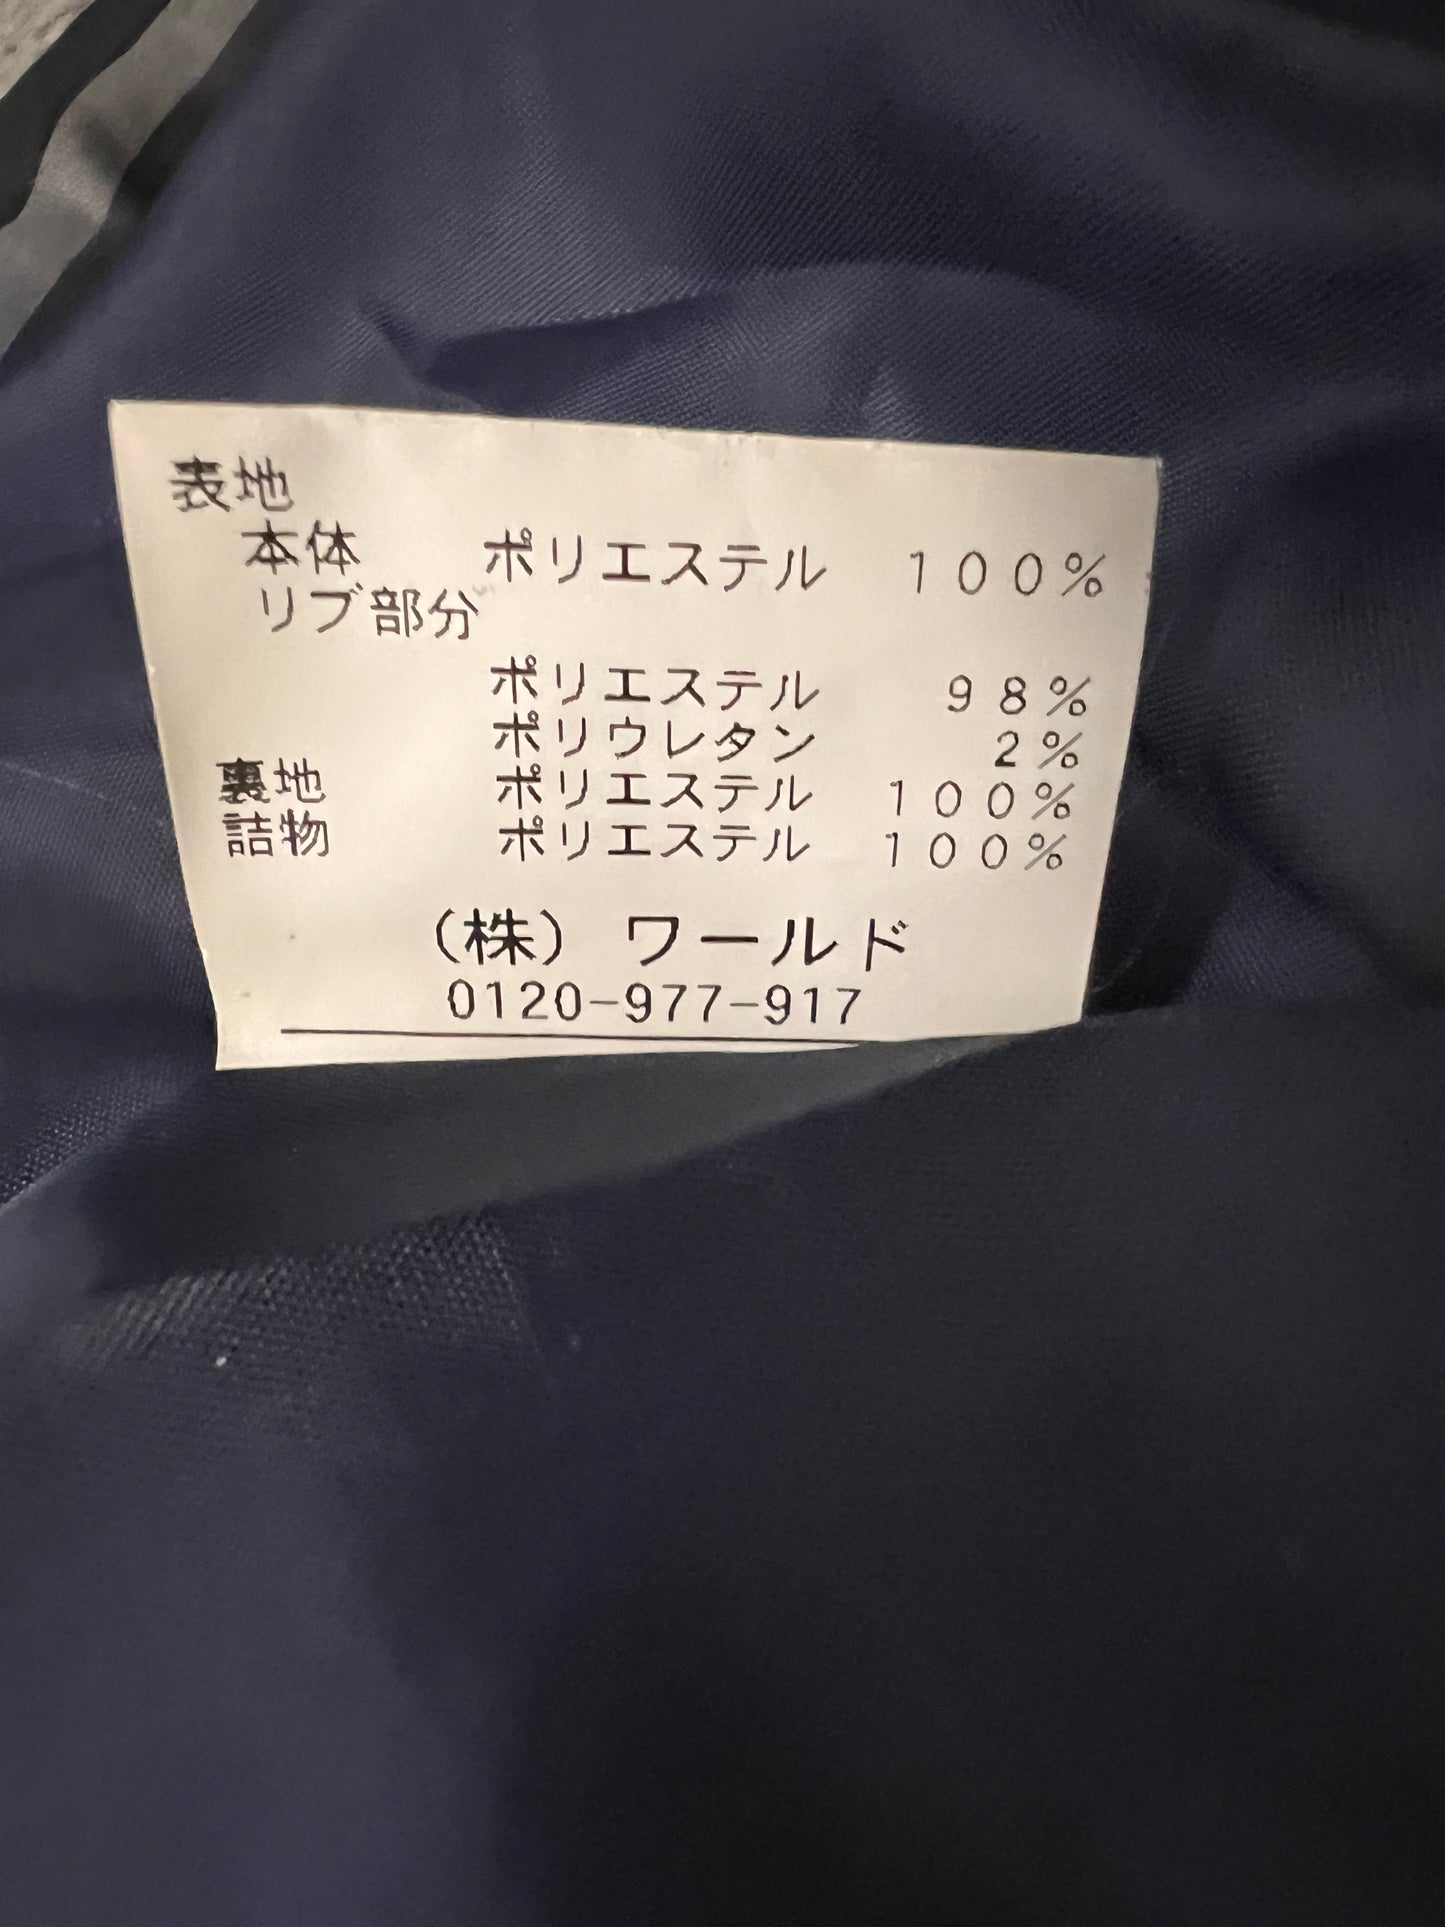 表地
本体 ポリエステル 100%
リブ部分
ポリエステル 98%
ポリウレタン 2%
裏地 ポリエステル 100%
詰物 ポリエステル 100%
(株) ワールド
0120-977-917